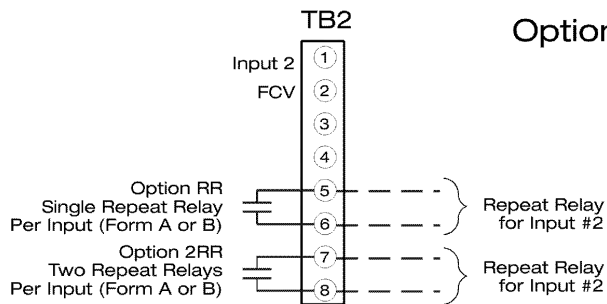 TB2
Option
Input 2
FCV
1
2
3
4
5
6
7
8
Option RR
Single Repeat Relay
Per Input (Form A or B)
Option 2RR
Two Repeat Relays
Per Input (Form A or B)
Repeat Relay
for Input #2
Repeat Relay
for Input #2